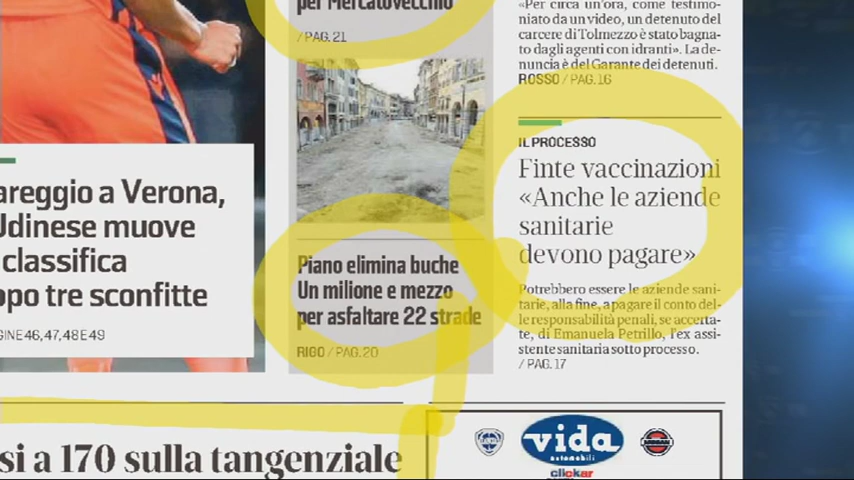 per Mercatovecchio
/ PAG. 21
«Per circa un'ora, come testimo-
niato da un video, un detenuto del
carcere di Tolmezzo è stato bagna-
to dagli agenti con idranti». La de-
nuncia è del Garante dei detenuti.
ROSSO / PAG. 16
IL PROCESSO
Finte vaccinazioni
«Anche le aziende
sanitarie
devono pagare»
Potrebbero essere le aziende sani-
tarie, alla fine, a pagare il conto del-
le responsabilità penali, se accerta-
te, di Emanuela Petrillo, l'ex assi-
stente sanitaria sotto processo.
/ PAG. 17
Piano elimina buche
Un milione e mezzo
per asfaltare 22 strade
RIGO / PAG. 20
areggio a Verona,
Udinese muove
classifica
opo tre sconfitte
GINE 46, 47, 48 E 49
si a 170 sulla tangenziale
vida
automobili
clickar